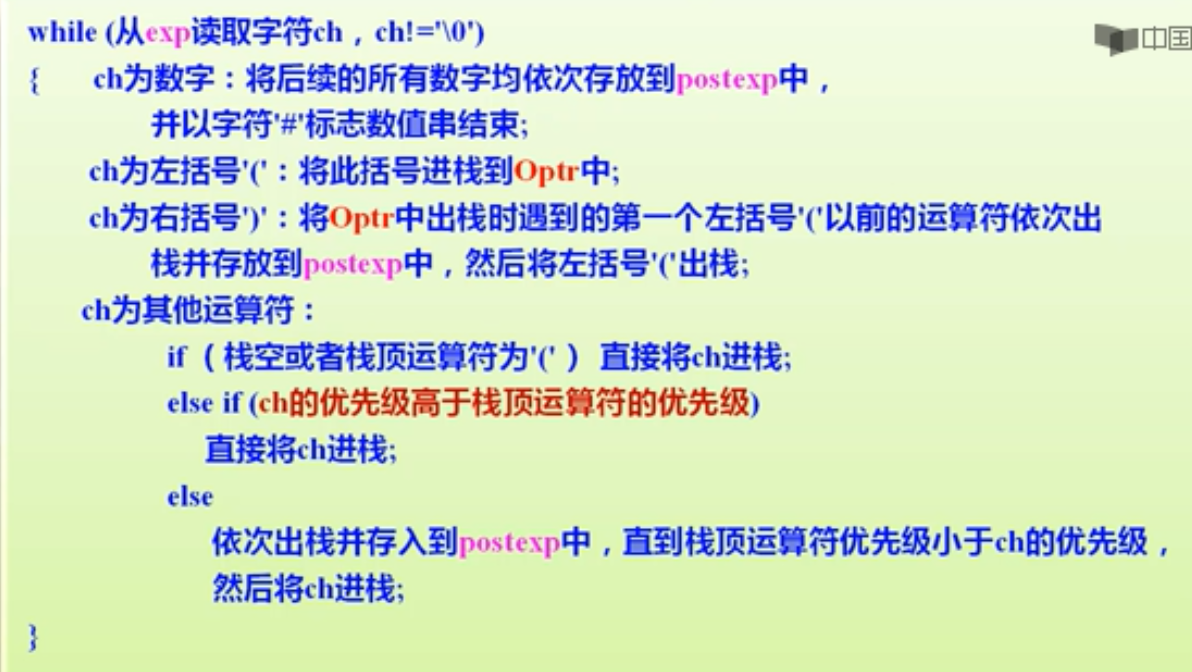 while (从exp读取字符ch，ch!='\0')
中国
{ ch为数字：将后续的所有数字均依次存放到postexp中，
并以字符'#'标志数值串结束;
ch为左括号'('：将此括号进栈到Optr中;
ch为右括号')'：将Optr中出栈时遇到的第一个左括号'('以前的运算符依次出
栈并存放到postexp中，然后将左括号'('出栈;
ch为其他运算符：
if （栈空或者栈顶运算符为'('） 直接将ch进栈;
else if (ch的优先级高于栈顶运算符的优先级)
直接将ch进栈;
else
依次出栈并存入到postexp中，直到栈顶运算符优先级小于ch的优先级，
然后将ch进栈;
}